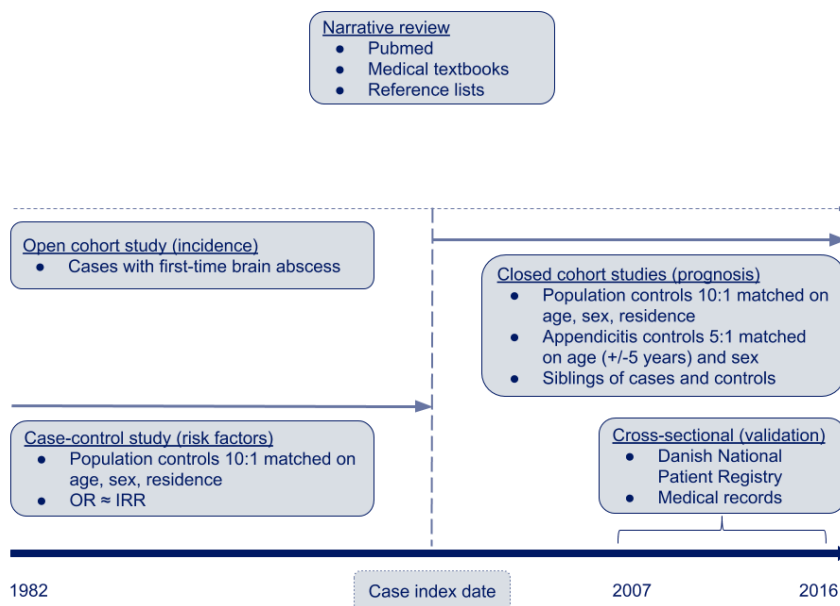 Narrative review
● Pubmed
● Medical textbooks
● Reference lists
Open cohort study (incidence)
● Cases with first-time brain abscess
Closed cohort studies (prognosis)
● Population controls 10:1 matched on
age, sex, residence
● Appendicitis controls 5:1 matched
on age (+/-5 years) and sex
● Siblings of cases and controls
Case-control study (risk factors)
● Population controls 10:1 matched on
age, sex, residence
● OR ≈ IRR
Cross-sectional (validation)
● Danish National
Patient Registry
● Medical records
1982
Case index date
2007
2016